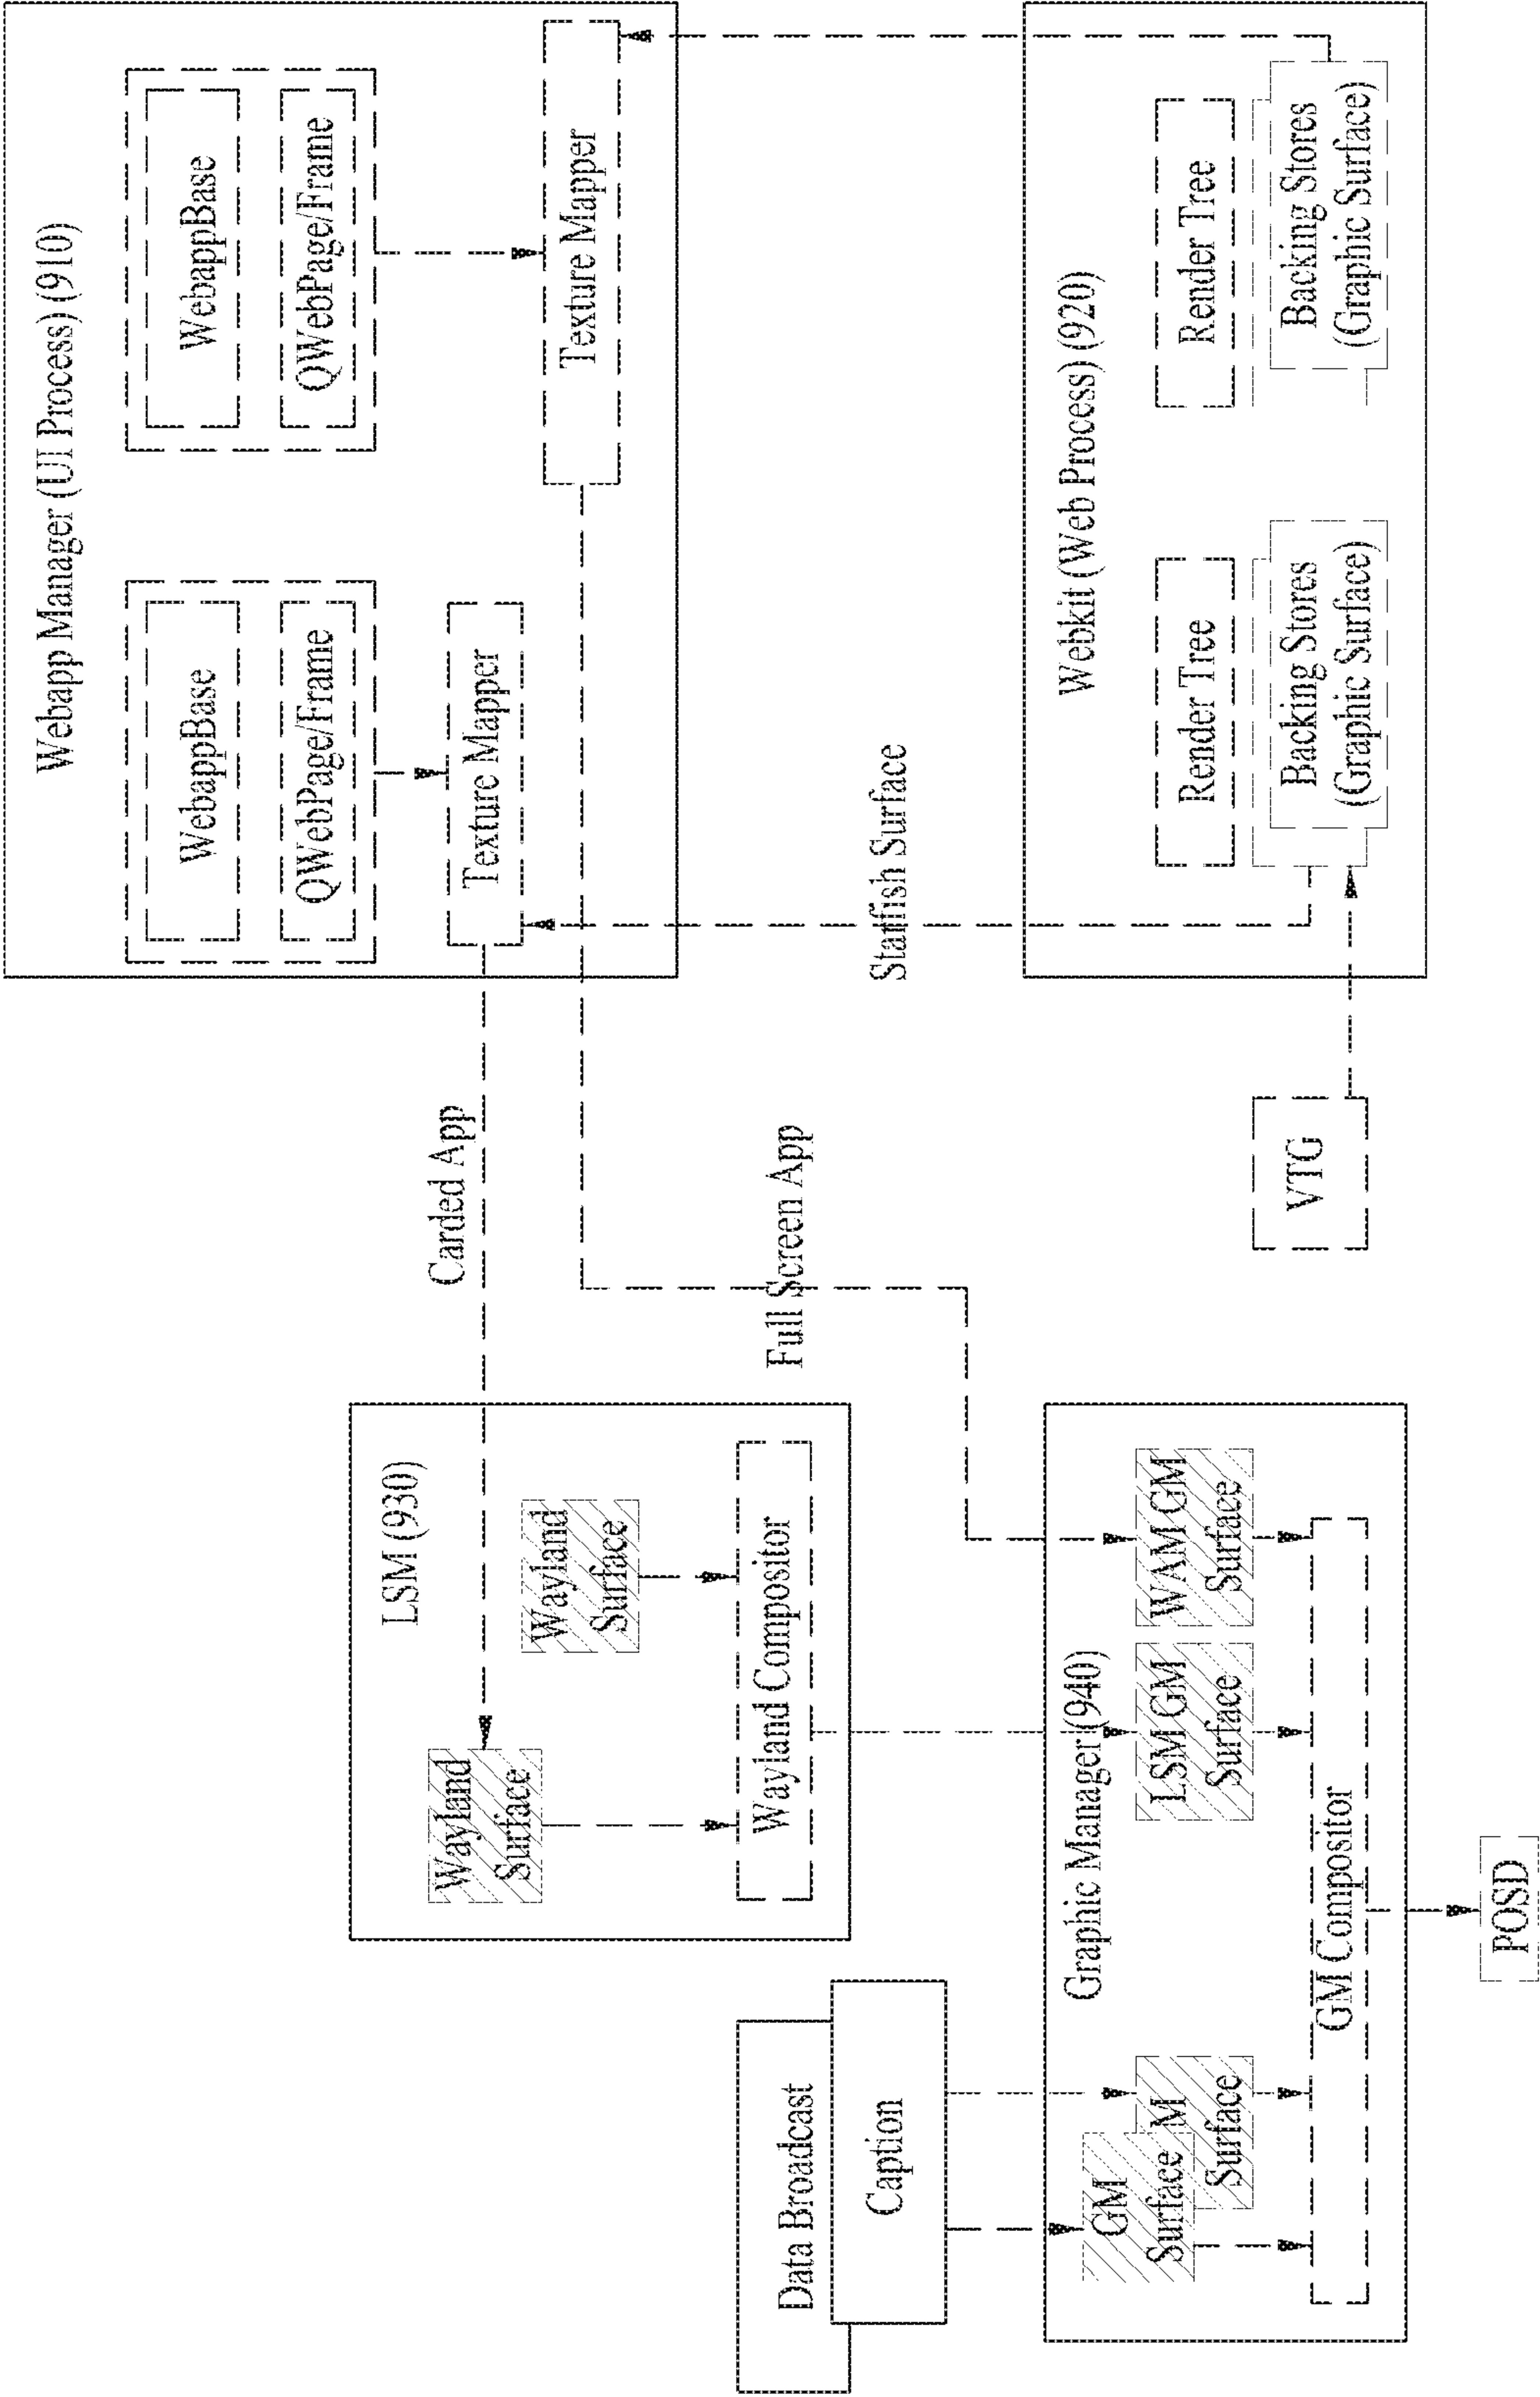 Webapp Manager (UI Process) (910)
WebappBase
QWebPage/Frame
Texture Mapper
WebappBase
QWebPage/Frame
Texture Mapper
Carded App
Full Screen App
Starfish Surface
LSM (930)
Wayland
Surface
Wayland
Surface
Wayland Compositor
Data Broadcast
Caption
Graphic Manager (940)
GM
Surface
M
Surface
LSM GM
Surface
WAM GM
Surface
GM Compositor
POSD
VTG
Webkit (Web Process) (920)
Render Tree
Backing Stores
(Graphic Surface)
Render Tree
Backing Stores
(Graphic Surface)